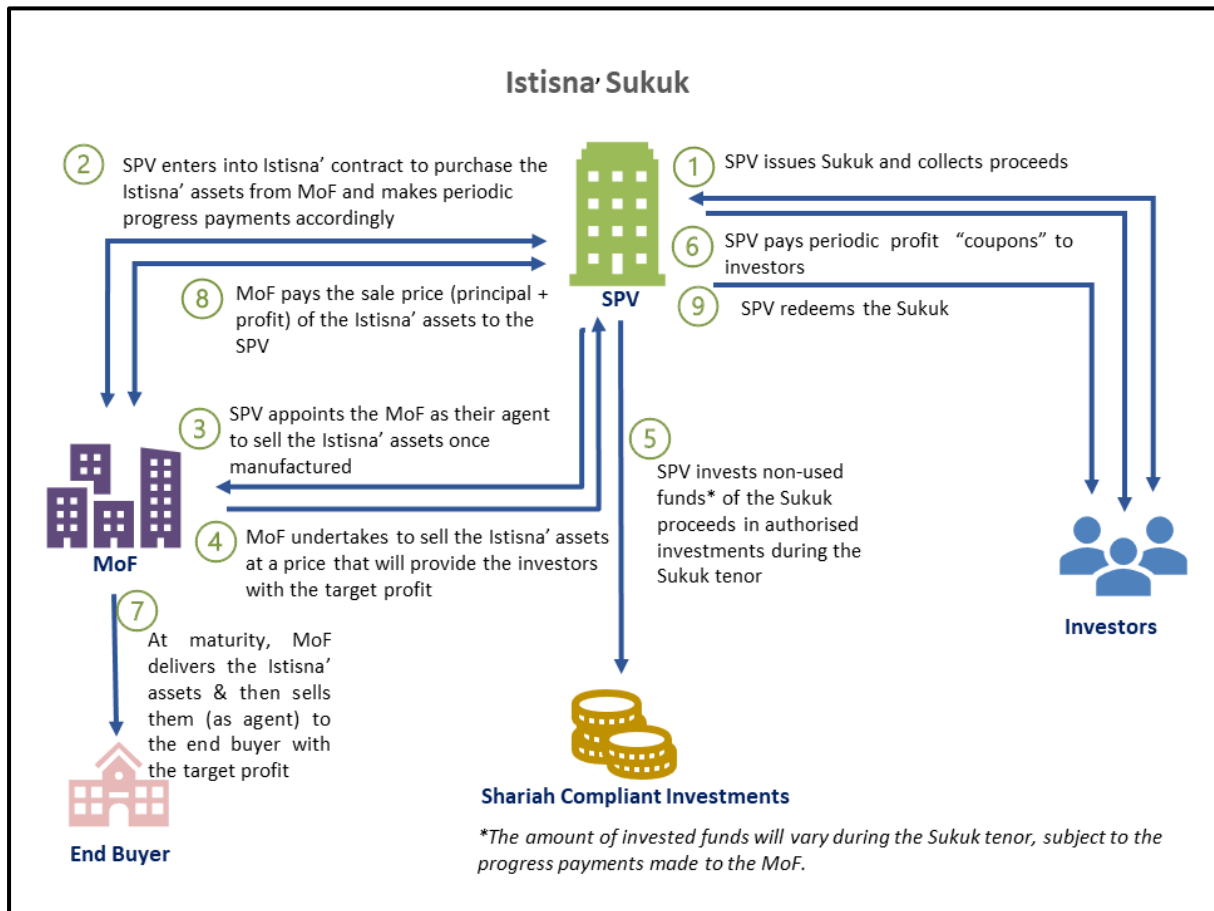 Istisna’ Sukuk
2
SPV enters into Istisna’ contract to purchase the
Istisna’ assets from MoF and makes periodic
progress payments accordingly
1
SPV issues Sukuk and collects proceeds
6
SPV pays periodic profit “coupons” to
investors
9
SPV redeems the Sukuk
SPV
8
MoF pays the sale price (principal +
profit) of the Istisna’ assets to the
SPV
3
SPV appoints the MoF as their agent
to sell the Istisna’ assets once
manufactured
4
MoF undertakes to sell the Istisna’ assets
at a price that will provide the investors
with the target profit
MoF
5
SPV invests non-used
funds* of the Sukuk
proceeds in authorised
investments during the
Sukuk tenor
Investors
7
At maturity, MoF
delivers the Istisna’
assets & then sells
them (as agent) to
the end buyer with
the target profit
End Buyer
Shariah Compliant Investments
*The amount of invested funds will vary during the Sukuk tenor, subject to the
progress payments made to the MoF.